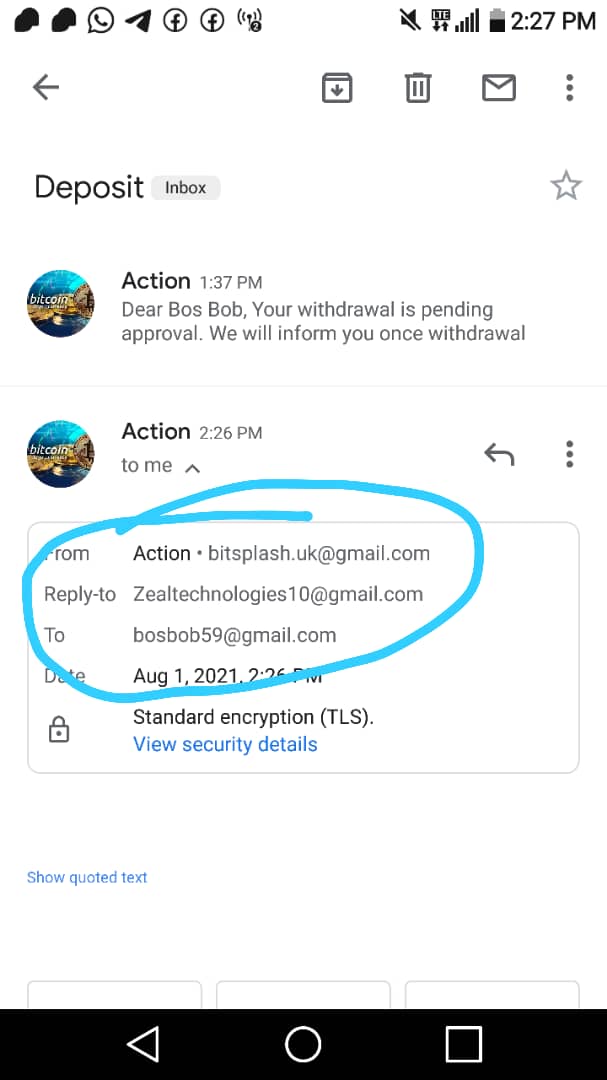 2:27 PM
Deposit Inbox
Action 1:37 PM
Dear Bos Bob, Your withdrawal is pending
approval. We will inform you once withdrawal
bitcoin
Action 2:26 PM
to me
bitcoin
From Action • bitsplash.uk@gmail.com
Reply-to Zealtechnologies10@gmail.com
To bosbob59@gmail.com
Date Aug 1, 2021, 2:26 PM
Standard encryption (TLS).
View security details
Show quoted text